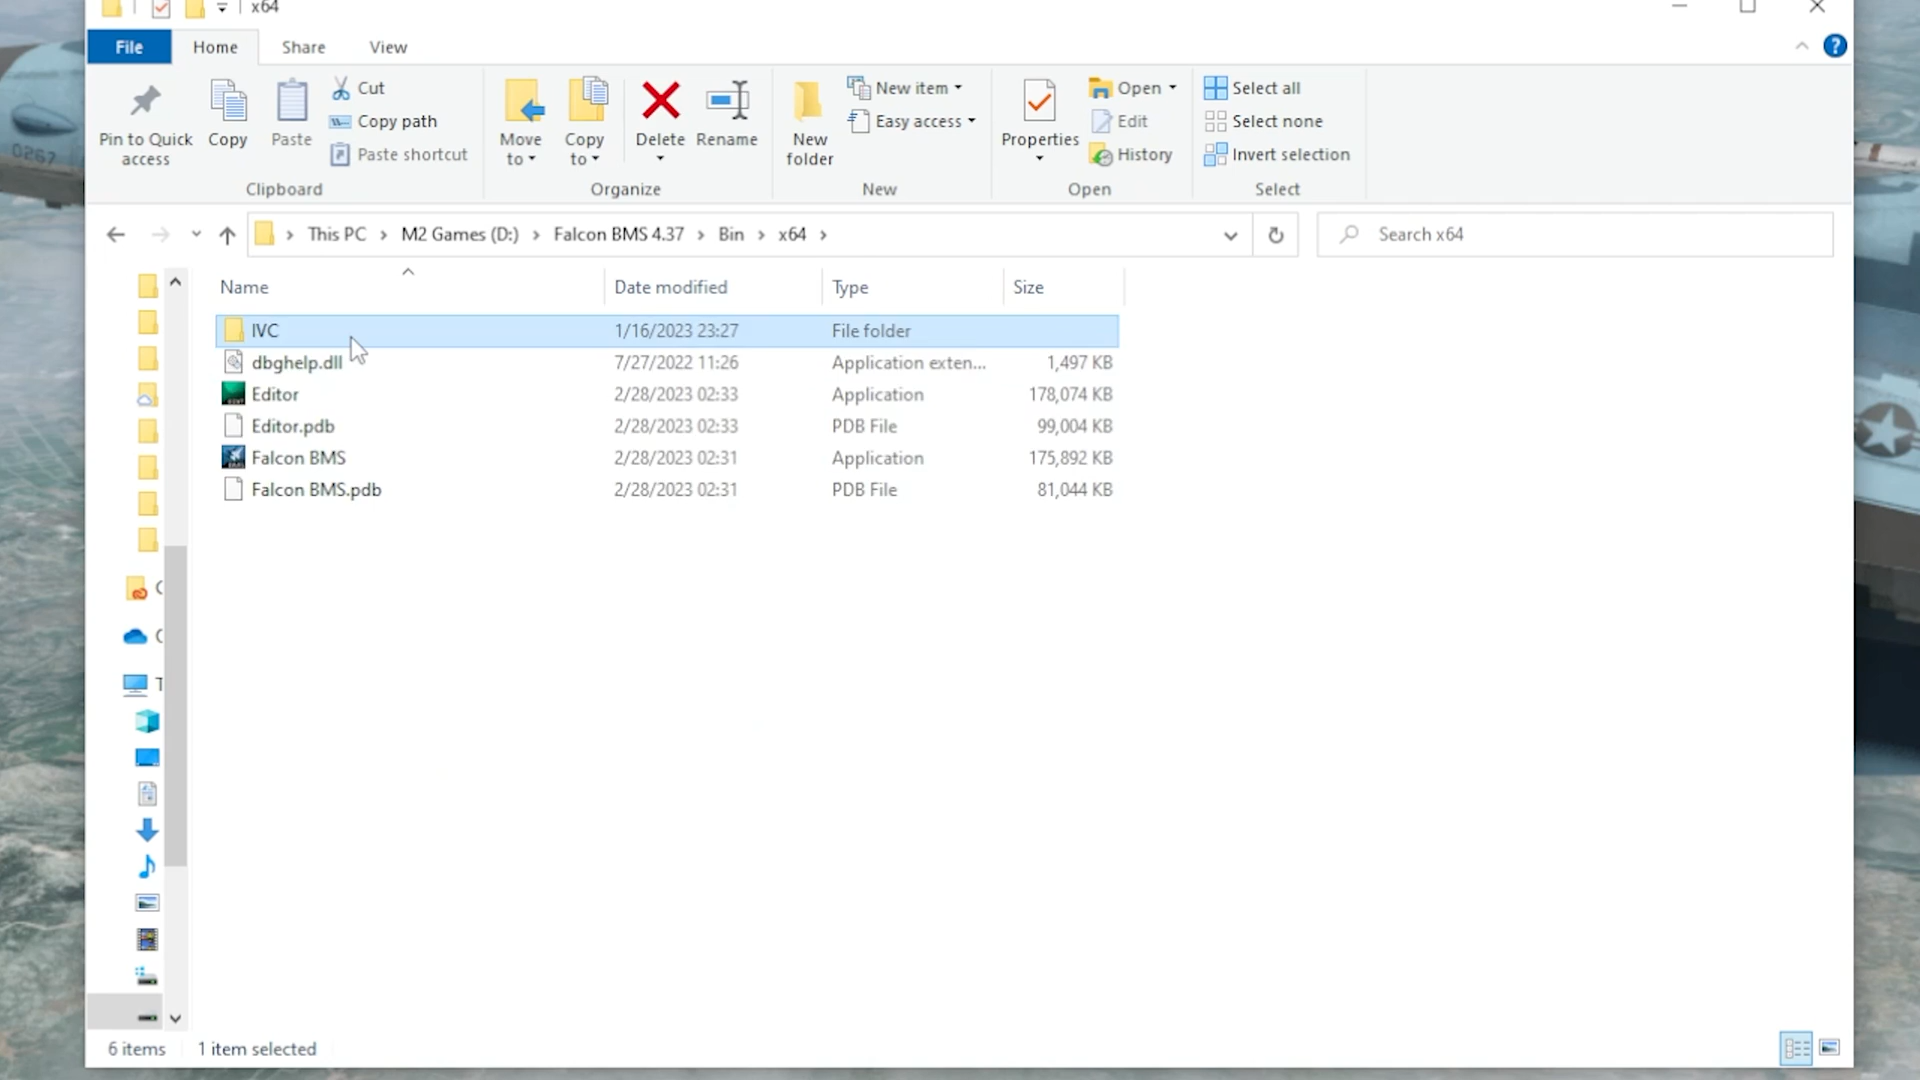 x64
File Home Share View
Pin to Quick access
Copy
Paste
Cut
Copy path
Paste shortcut
Clipboard
Move to
Copy to
Delete
Rename
Organize
New folder
New item
Easy access
New
Properties
Open
Edit
History
Open
Select all
Select none
Invert selection
Select
This PC > M2 Games (D:) > Falcon BMS 4.37 > Bin > x64 >
Search x64
Name Date modified Type Size
IVC 1/16/2023 23:27 File folder
dbghelp.dll 7/27/2022 11:26 Application exten... 1,497 KB
Editor 2/28/2023 02:33 Application 178,074 KB
Editor.pdb 2/28/2023 02:33 PDB File 99,004 KB
Falcon BMS 2/28/2023 02:31 Application 175,892 KB
Falcon BMS.pdb 2/28/2023 02:31 PDB File 81,044 KB
6 items 1 item selected
0267